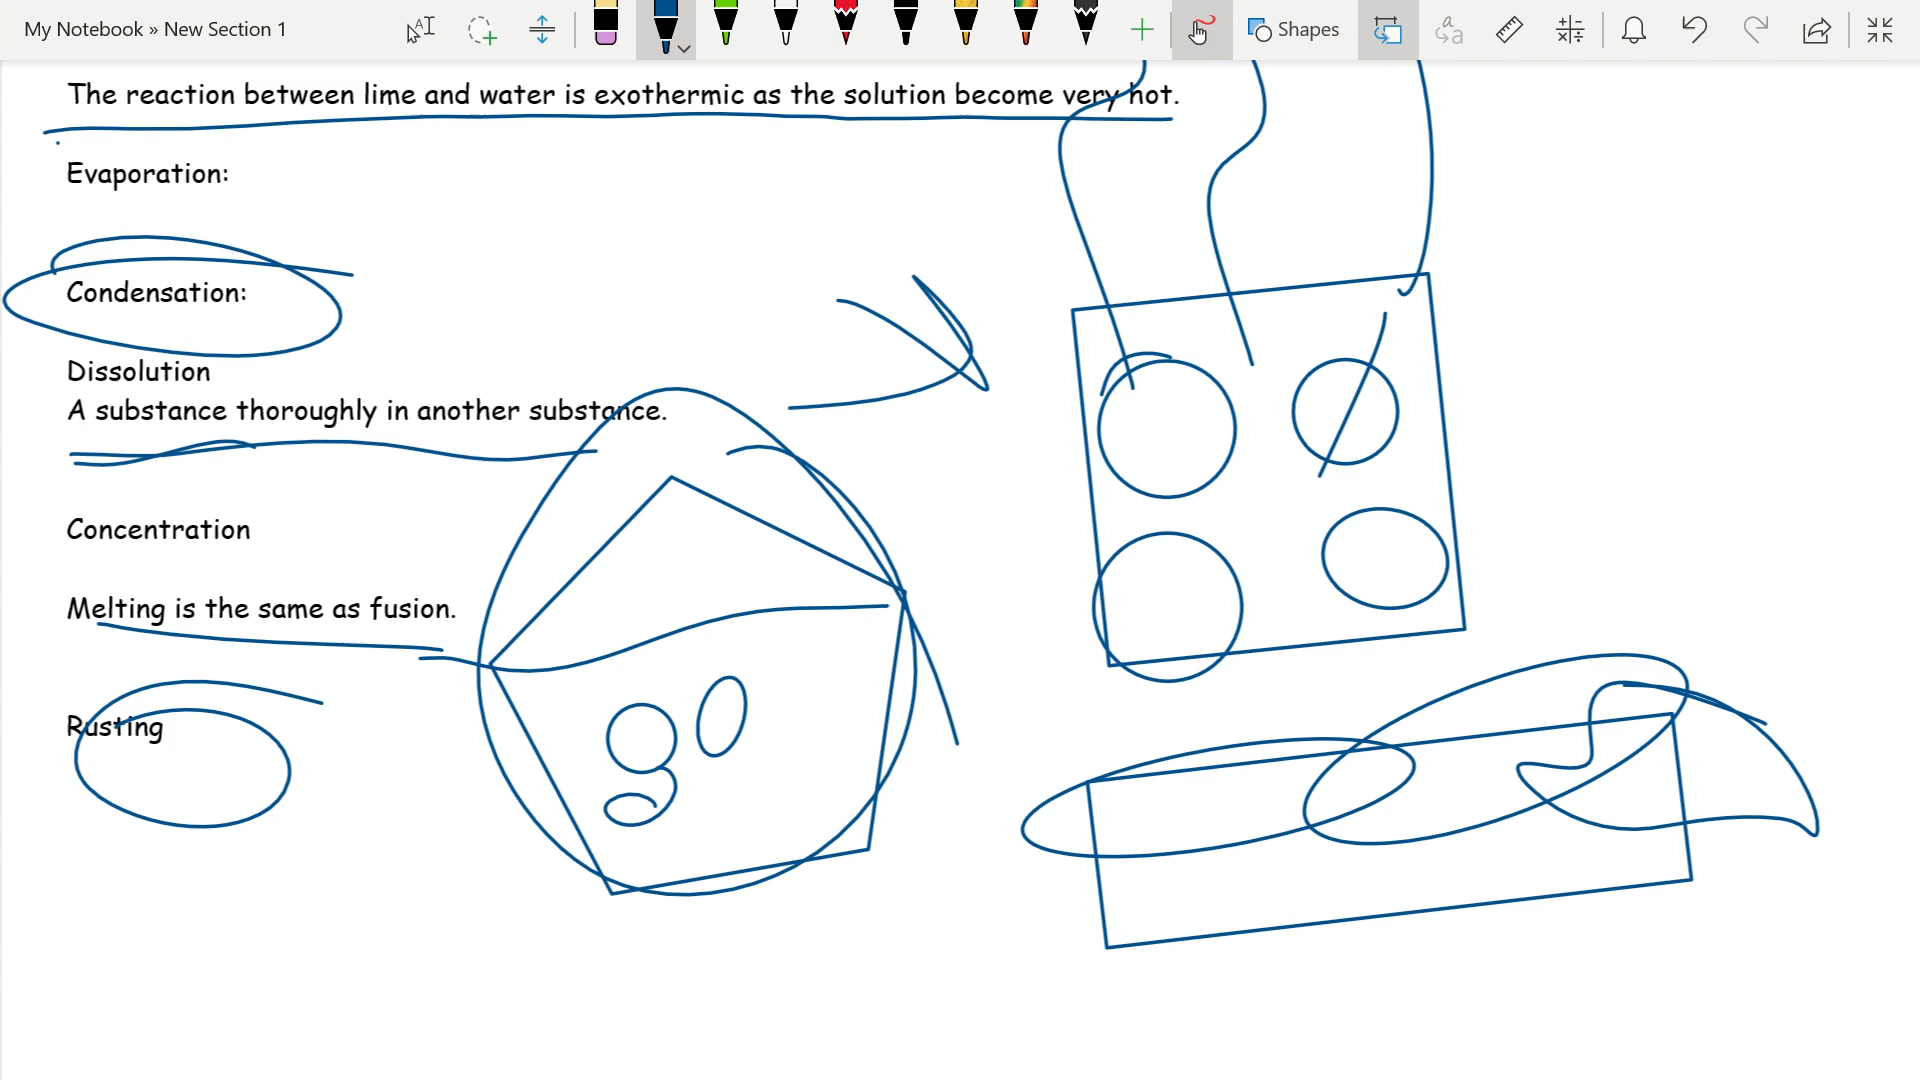 My Notebook » New Section 1
Shapes
The reaction between lime and water is exothermic as the solution become very hot.
Evaporation:
Condensation:
Dissolution
A substance thoroughly in another substance.
Concentration
Melting is the same as fusion.
Rusting